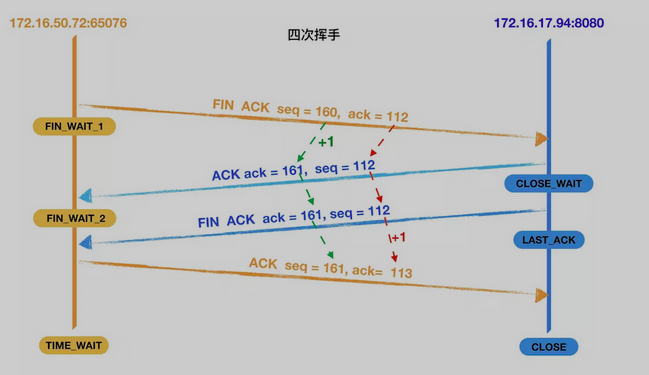 172.16.50.72:65076
172.16.17.94:8080
四次挥手
FIN ACK seq = 160, ack = 112
FIN_WAIT_1
+1
ACK ack = 161, seq = 112
CLOSE_WAIT
FIN_WAIT_2
FIN ACK ack = 161, seq = 112
LAST_ACK
+1
ACK seq = 161, ack= 113
TIME_WAIT
CLOSE